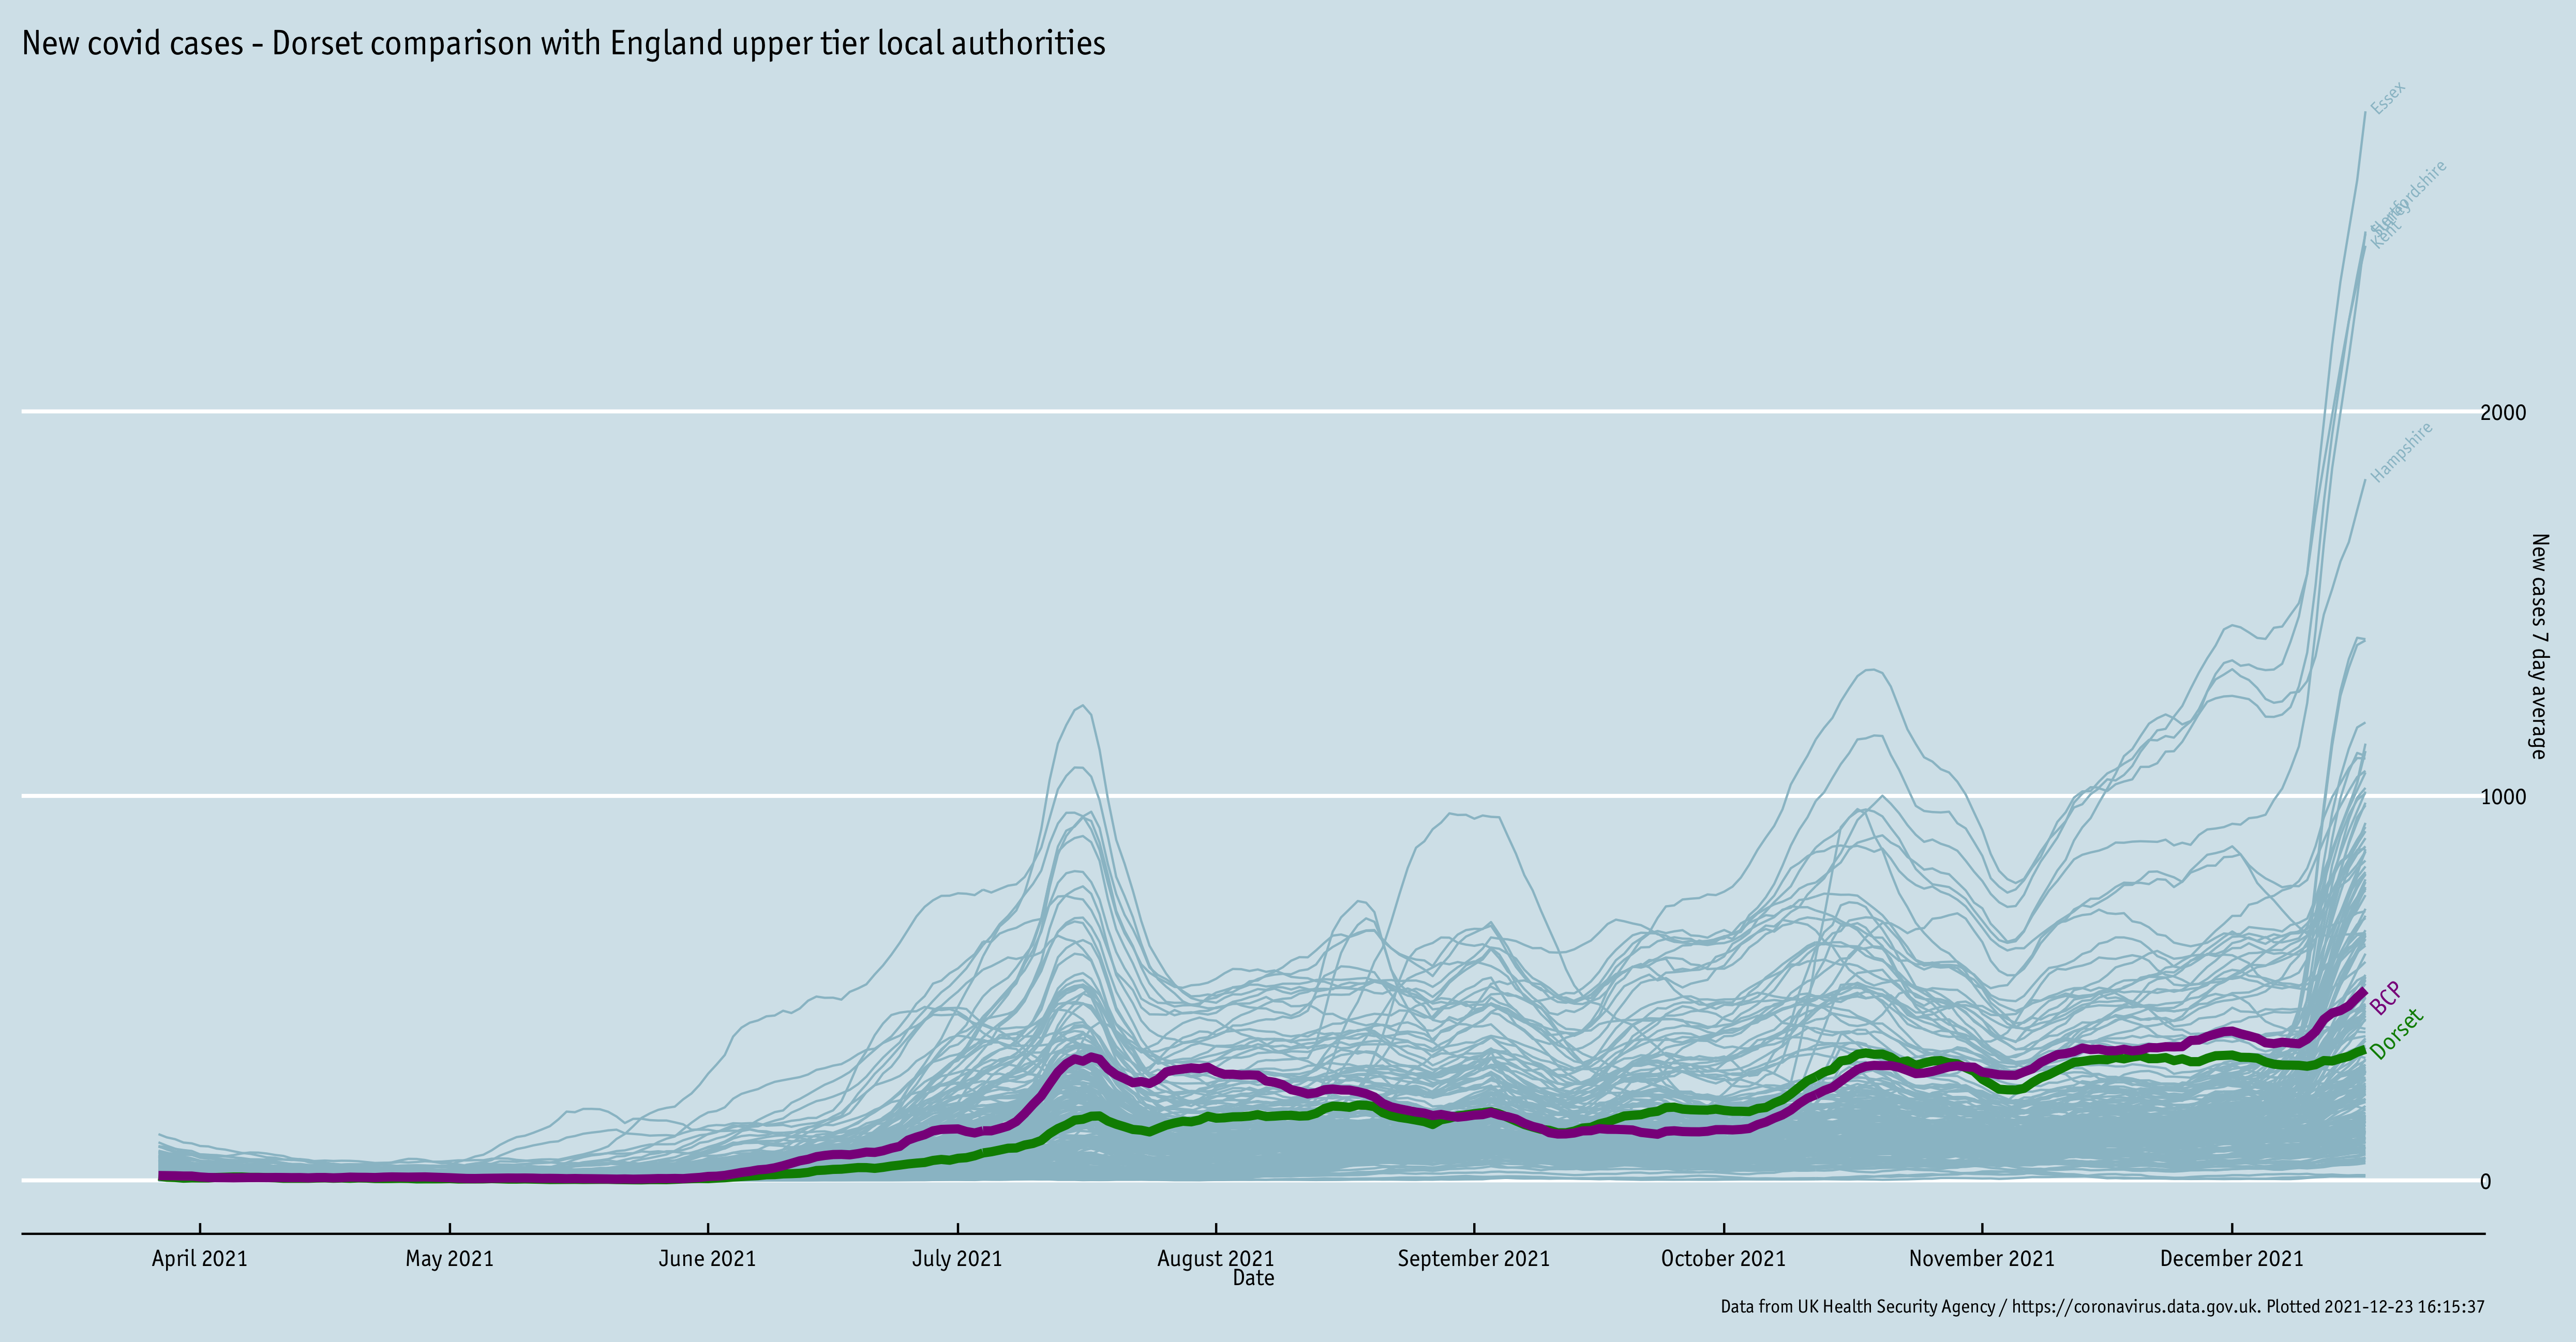 New covid cases - Dorset comparison with England upper tier local authorities
Essex
Hertfordshire
Surrey
Kent
2000
Hampshire
New cases 7 day average
1000
BCP
Dorset
0
April 2021 May 2021 June 2021 July 2021 August 2021 September 2021 October 2021 November 2021 December 2021
Date
Data from UK Health Security Agency / https://coronavirus.data.gov.uk. Plotted 2021-12-23 16:15:37